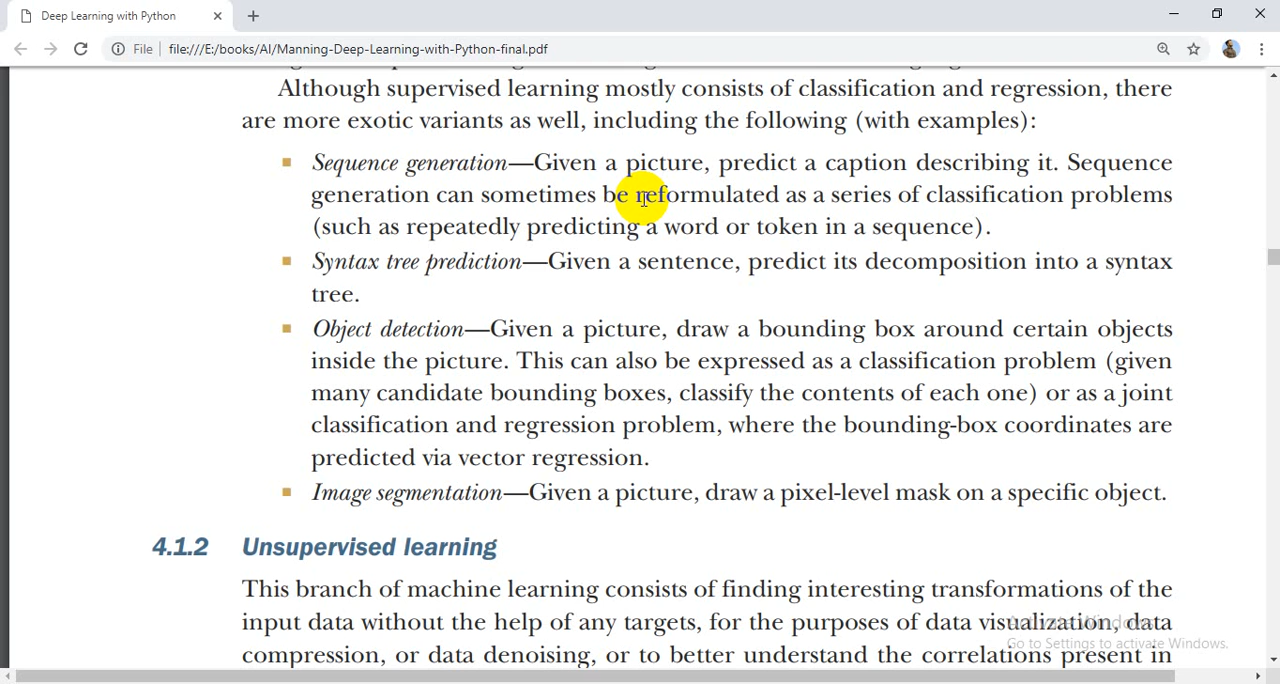 Deep Learning with Python
File
file:///E:/books/AI/Manning-Deep-Learning-with-Python-final.pdf
Although supervised learning mostly consists of classification and regression, there
are more exotic variants as well, including the following (with examples):
■ Sequence generation—Given a picture, predict a caption describing it. Sequence
generation can sometimes be reformulated as a series of classification problems
(such as repeatedly predicting a word or token in a sequence).
■ Syntax tree prediction—Given a sentence, predict its decomposition into a syntax
tree.
■ Object detection—Given a picture, draw a bounding box around certain objects
inside the picture. This can also be expressed as a classification problem (given
many candidate bounding boxes, classify the contents of each one) or as a joint
classification and regression problem, where the bounding-box coordinates are
predicted via vector regression.
■ Image segmentation—Given a picture, draw a pixel-level mask on a specific object.
4.1.2 Unsupervised learning
This branch of machine learning consists of finding interesting transformations of the
input data without the help of any targets, for the purposes of data visualization, data
compression, or data denoising, or to better understand the correlations present in
Activate Windows
Go to Settings to activate Windows.